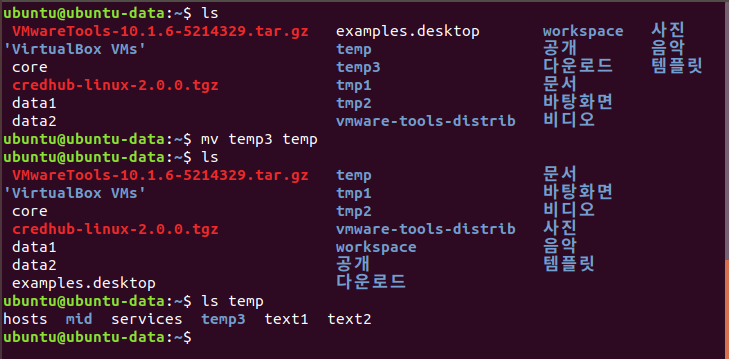 ubuntu@ubuntu-data:~$ ls
VMwareTools-10.1.6-5214329.tar.gz examples.desktop workspace 사진
'VirtualBox VMs' temp 공개 음악
core temp3 다운로드 템플릿
credhub-linux-2.0.0.tgz tmp1 문서
data1 tmp2 바탕화면
data2 vmware-tools-distrib 비디오
ubuntu@ubuntu-data:~$ mv temp3 temp
ubuntu@ubuntu-data:~$ ls
VMwareTools-10.1.6-5214329.tar.gz temp 문서
'VirtualBox VMs' tmp1 바탕화면
core tmp2 비디오
credhub-linux-2.0.0.tgz vmware-tools-distrib 사진
data1 workspace 음악
data2 공개 템플릿
examples.desktop 다운로드
ubuntu@ubuntu-data:~$ ls temp
hosts mid services temp3 text1 text2
ubuntu@ubuntu-data:~$